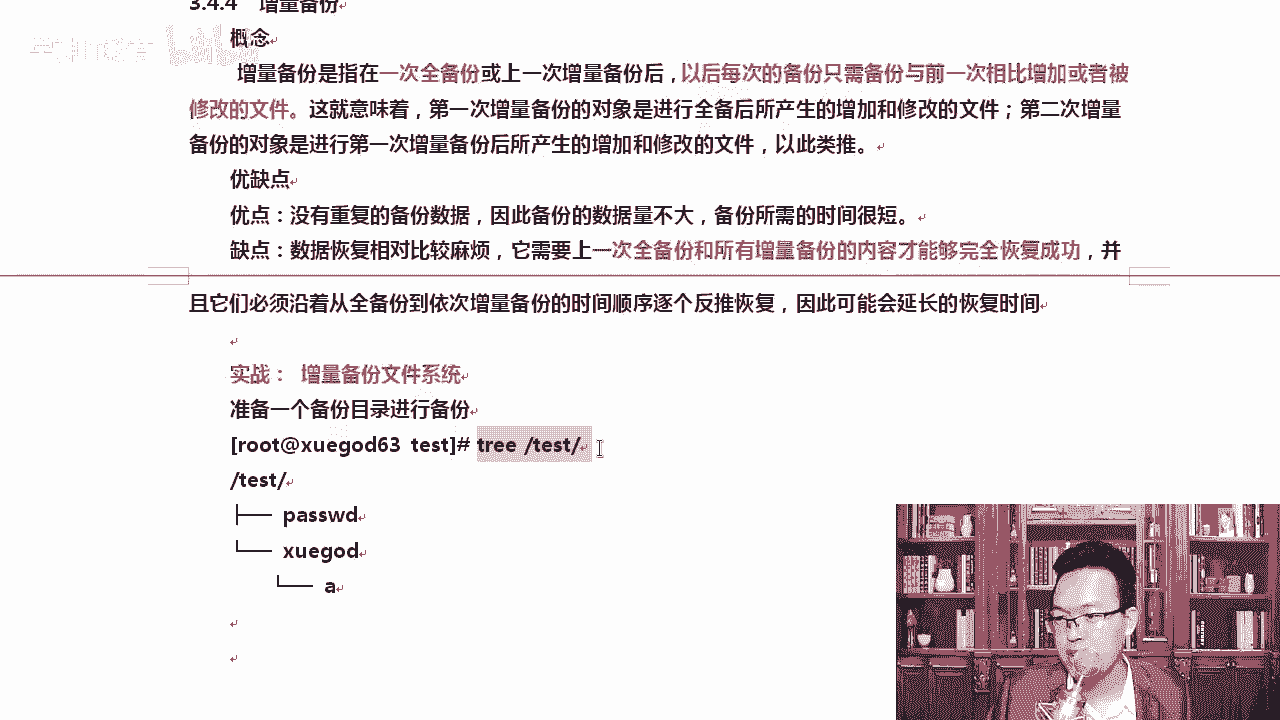 3.4.4 增量备份
概念
增量备份是指在一次全备份或上一次增量备份后，以后每次的备份只需备份与前一次相比增加或者被
修改的文件。这就意味着，第一次增量备份的对象是进行全备后所产生的增加和修改的文件；第二次增量
备份的对象是进行第一次增量备份后所产生的增加和修改的文件，以此类推。
优缺点
优点：没有重复的备份数据，因此备份的数据量不大，备份所需的时间很短。
缺点：数据恢复相对比较麻烦，它需要上一次全备份和所有增量备份的内容才能够完全恢复成功，并
且它们必须沿着从全备份到依次增量备份的时间顺序逐个反推恢复，因此可能会延长的恢复时间
实战： 增量备份文件系统
准备一个备份目录进行备份
[root@xuegod63 test]# tree /test/
/test/
├── passwd
└── xuegod
└── a